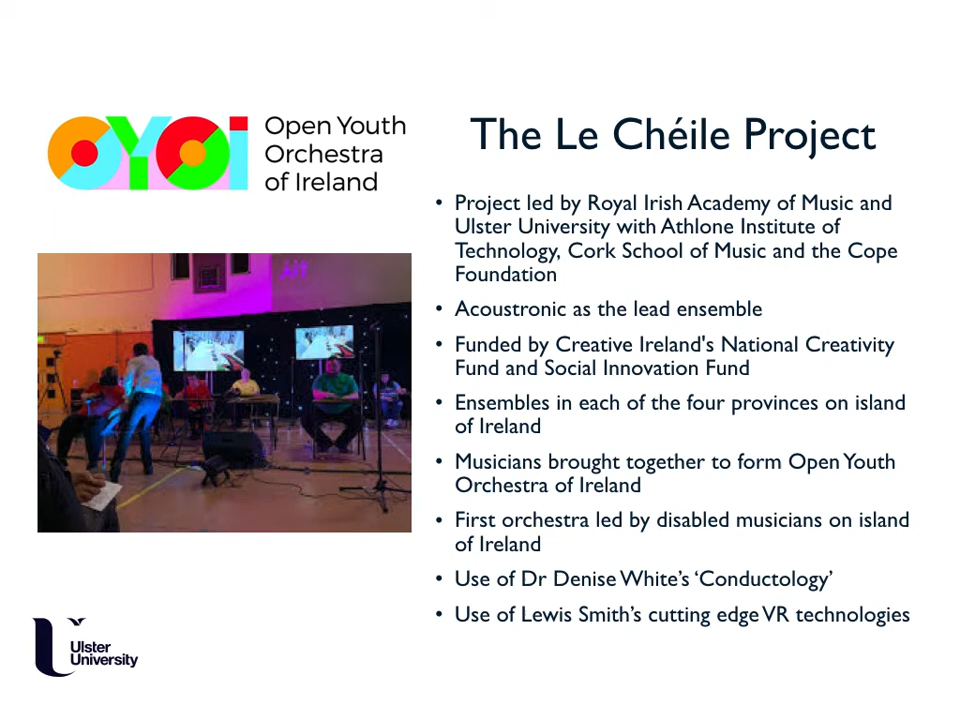 OYOi
Open Youth
Orchestra
of Ireland
The Le Chéile Project
• Project led by Royal Irish Academy of Music and
Ulster University with Athlone Institute of
Technology, Cork School of Music and the Cope
Foundation
• Acoustronic as the lead ensemble
• Funded by Creative Ireland's National Creativity
Fund and Social Innovation Fund
• Ensembles in each of the four provinces on island
of Ireland
• Musicians brought together to form Open Youth
Orchestra of Ireland
• First orchestra led by disabled musicians on island
of Ireland
• Use of Dr Denise White’s ‘Conductology’
• Use of Lewis Smith’s cutting edge VR technologies
Ulster
University